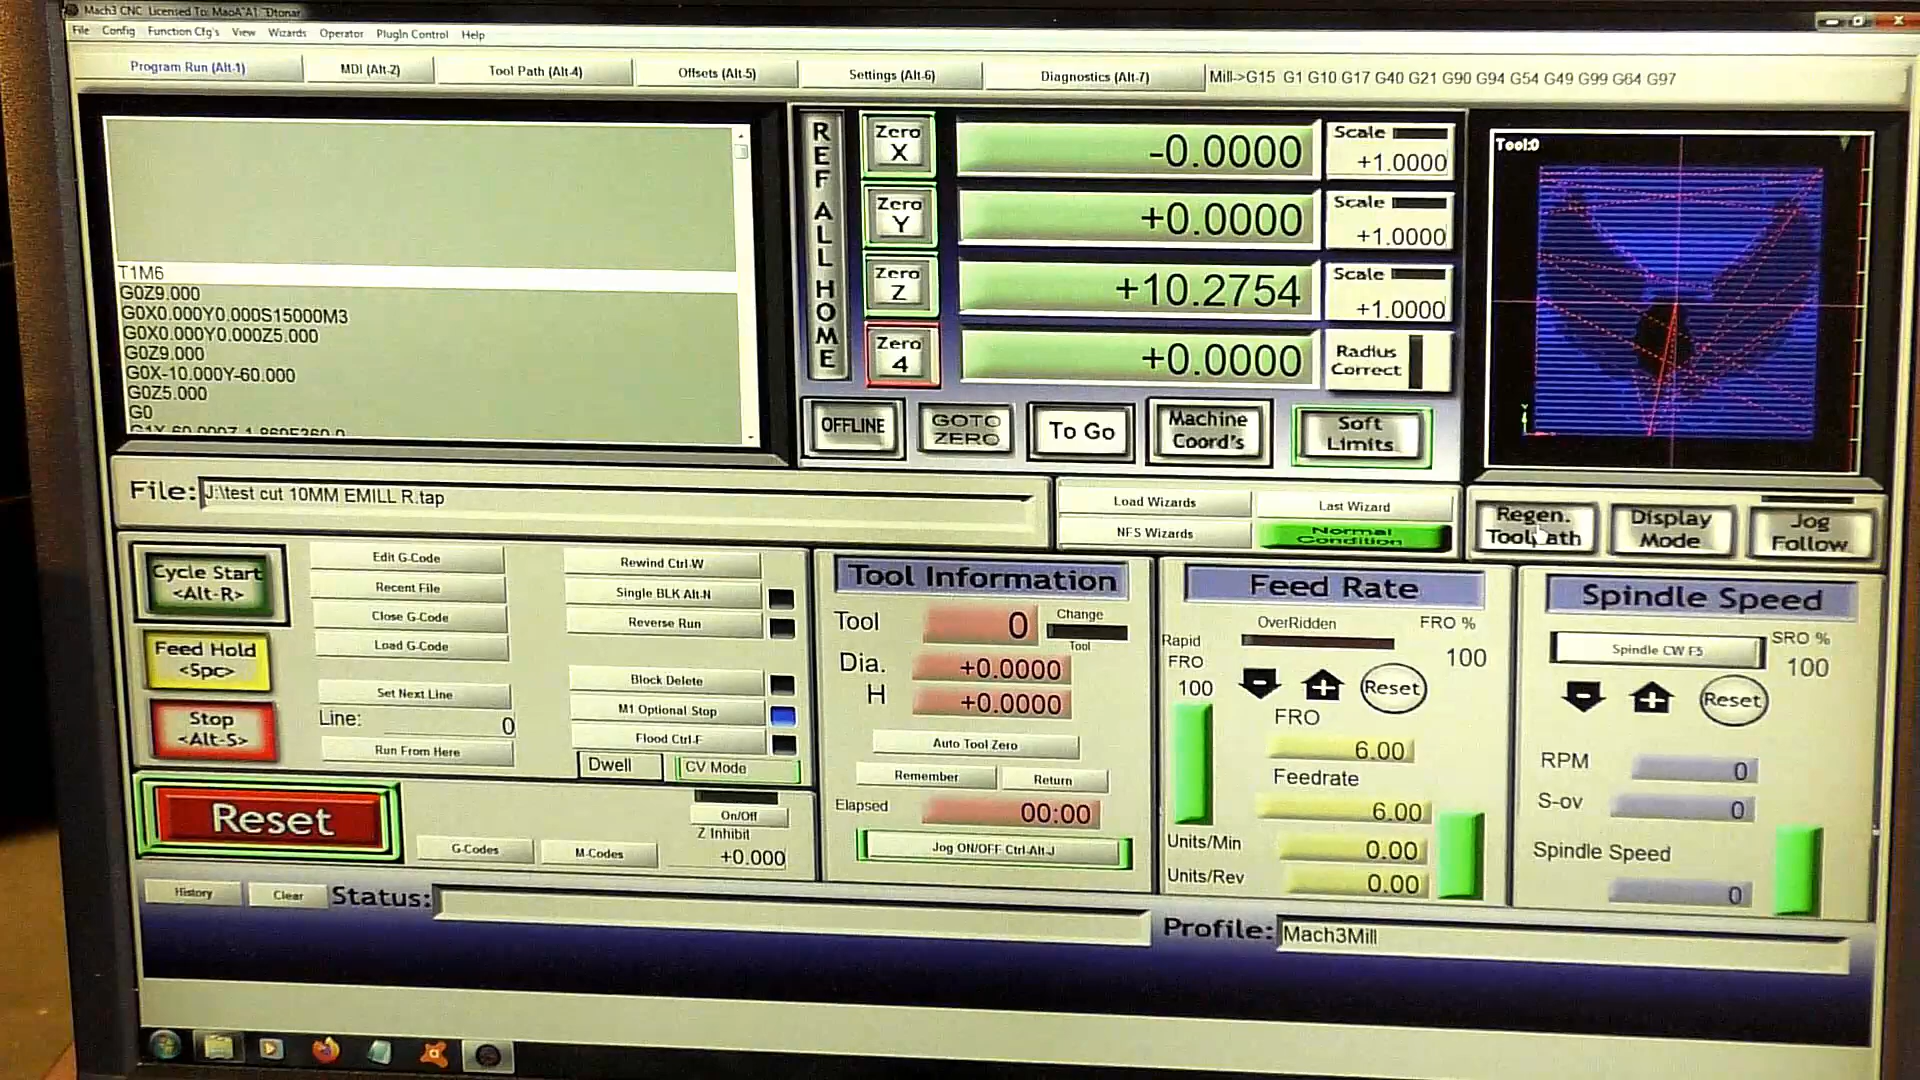 Mach3 CNC Licensed To:
File Config Function Cfg's View Wizards Operator PlugIn Control Help
Program Run (Alt-1) MDI (Alt-2) Tool Path (Alt-4) Offsets (Alt-5) Settings (Alt-6) Diagnostics (Alt-7) Mill->G15 G1 G10 G17 G40 G21 G90 G94 G54 G49 G99 G64 G97
T1M6
G0Z9.000
G0X0.000Y0.000S15000M3
G0X0.000Y0.000Z5.000
G0Z9.000
G0X-10.000Y-60.000
G0Z5.000
G0
REF ALL HOME
Zero X -0.0000 Scale +1.0000
Zero Y +0.0000 Scale +1.0000
Zero Z +10.2754 Scale +1.0000
Zero 4 +0.0000 Radius Correct
OFFLINE GOTO ZERO To Go Machine Coord's Soft Limits
Tool:0
File: J:\test cut 10MM EMILL R.tap
Load Wizards Last Wizard
NFS Wizards Normal Condition
Regen. Display Mode Jog Follow
Cycle Start <Alt-R>
Feed Hold <Spc>
Stop <Alt-S>
Edit G-Code
Recent File
Close G-Code
Load G-Code
Set Next Line
Line: 0
Run From Here
Rewind Ctrl-W
Single BLK Alt-N
Reverse Run
Block Delete
M1 Optional Stop
Flood Ctrl-F
Dwell CV Mode
Reset
G-Codes M-Codes
On/Off
Z Inhibit
+0.000
Tool Information
Tool 0 Change Tool
Dia. +0.0000
H +0.0000
Auto Tool Zero
Remember Return
Elapsed 00:00
Jog ON/OFF Ctrl-Alt-J
Feed Rate
OverRidden FRO % 100
Rapid FRO 100
Reset
FRO
6.00
Feedrate
6.00
Units/Min 0.00
Units/Rev 0.00
Spindle Speed
Spindle CW F5 SRO % 100
Reset
RPM 0
S-ov 0
Spindle Speed
0
History Clear Status:
Profile: Mach3Mill